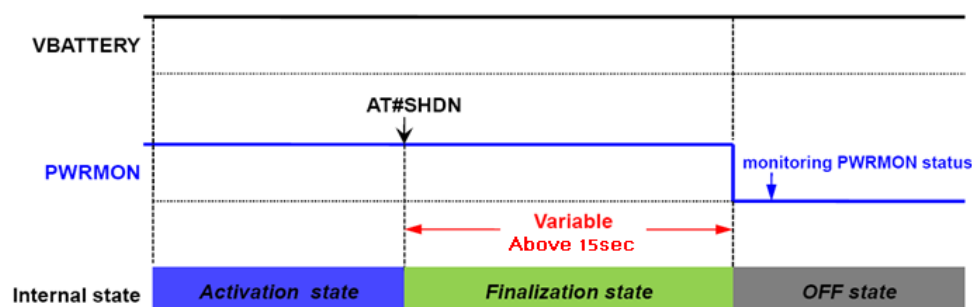 VBATTERY
AT#SHDN
PWRMON
monitoring PWRMON status
Variable
Above 15sec
Internal state
Activation state
Finalization state
OFF state